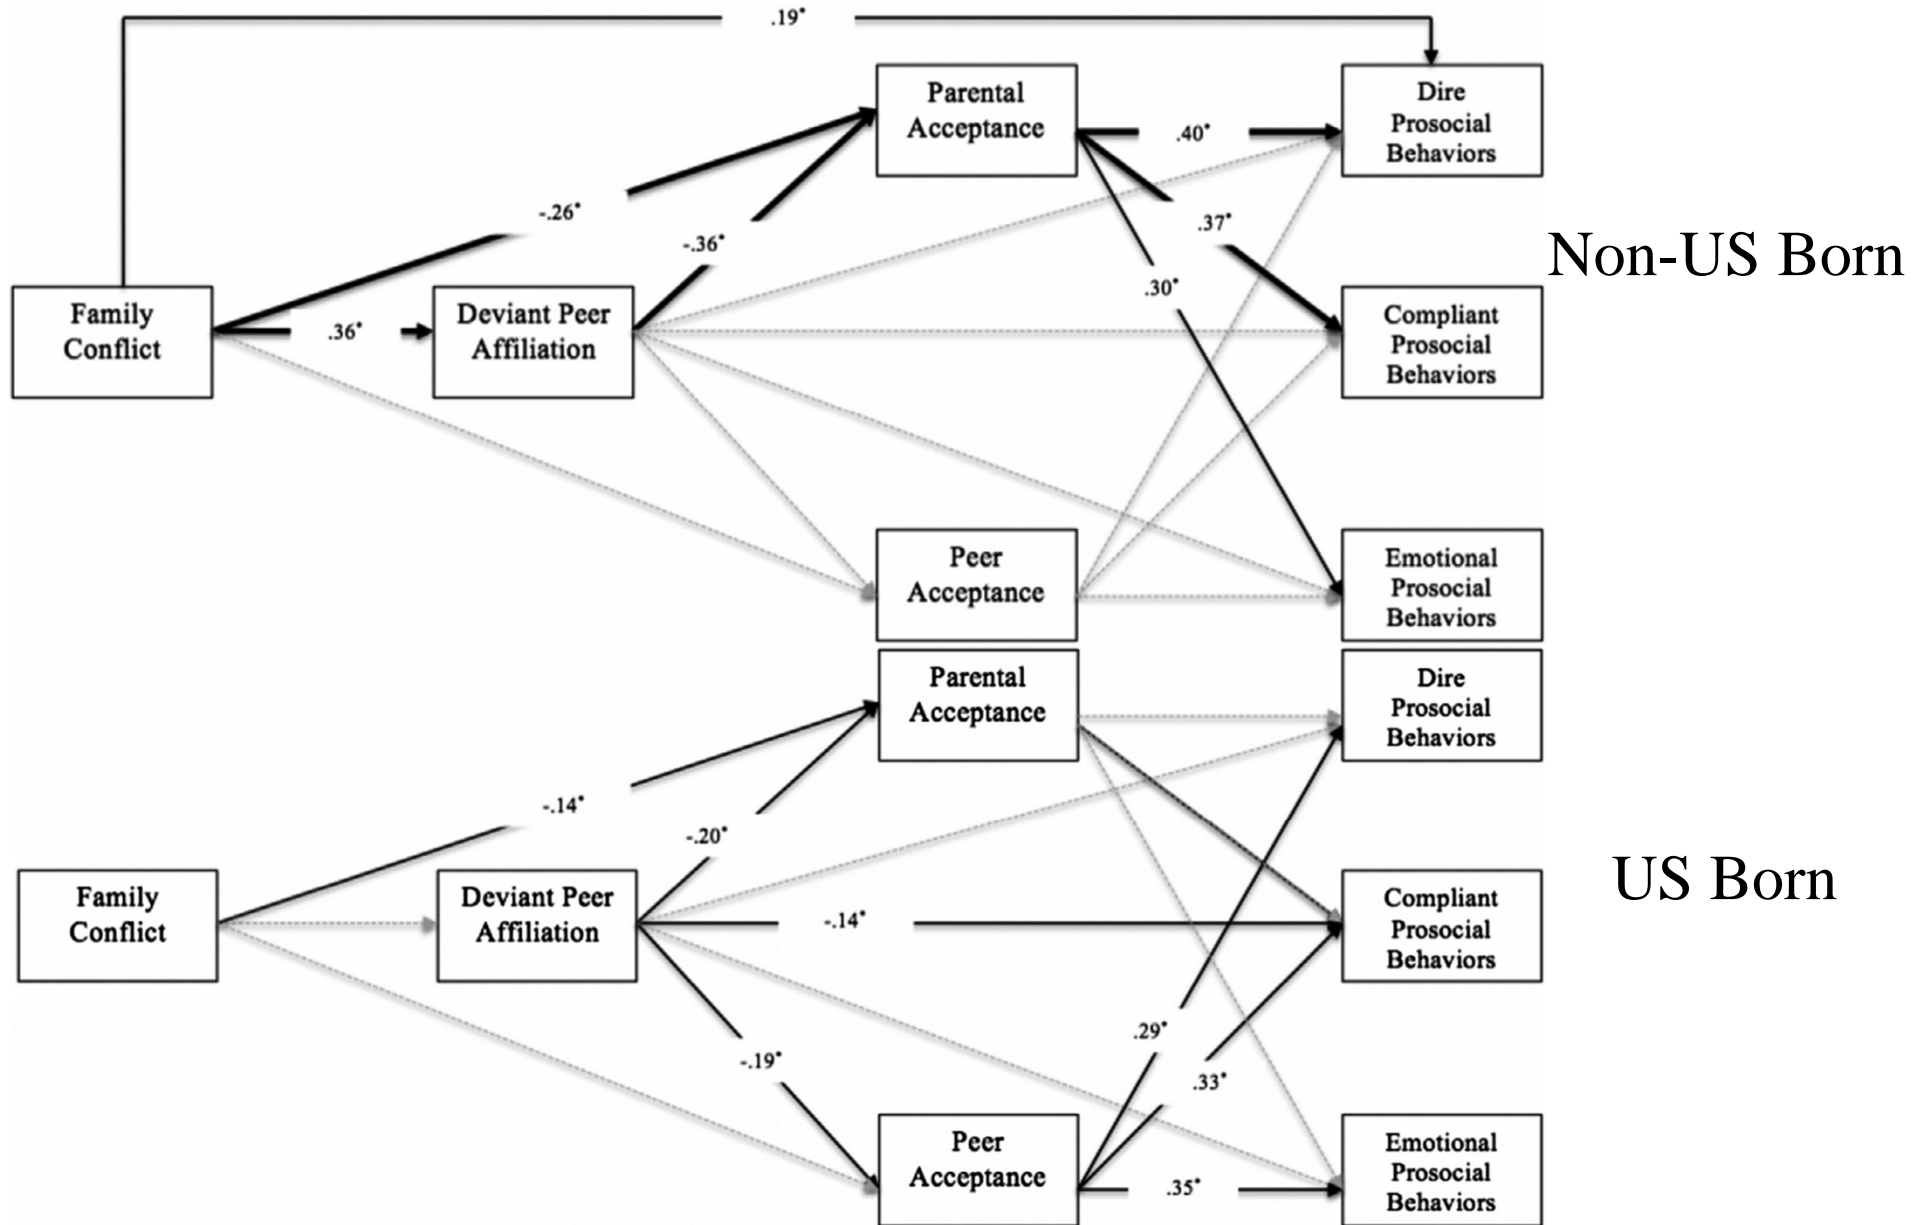 .19*
Parental
Acceptance
Dire
Prosocial
Behaviors
.40*
-.26*
-.36*
.37*
.30*
Non-US Born
Family
Conflict
.36*
Deviant Peer
Affiliation
Compliant
Prosocial
Behaviors
Peer
Acceptance
Emotional
Prosocial
Behaviors
Parental
Acceptance
Dire
Prosocial
Behaviors
-.14*
-.20*
US Born
Family
Conflict
Deviant Peer
Affiliation
-.14*
Compliant
Prosocial
Behaviors
.29*
-.19*
.33*
Peer
Acceptance
.35*
Emotional
Prosocial
Behaviors